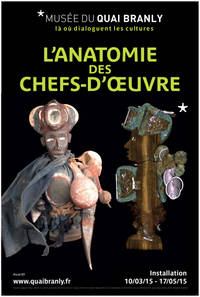 *MUSÉE DU QUAI BRANLY
là où dialoguent les cultures
L'ANATOMIE
DES
CHEFS-D'ŒUVRE
*
www.quaibranly.fr
Installation
10/03/15 - 17/05/15